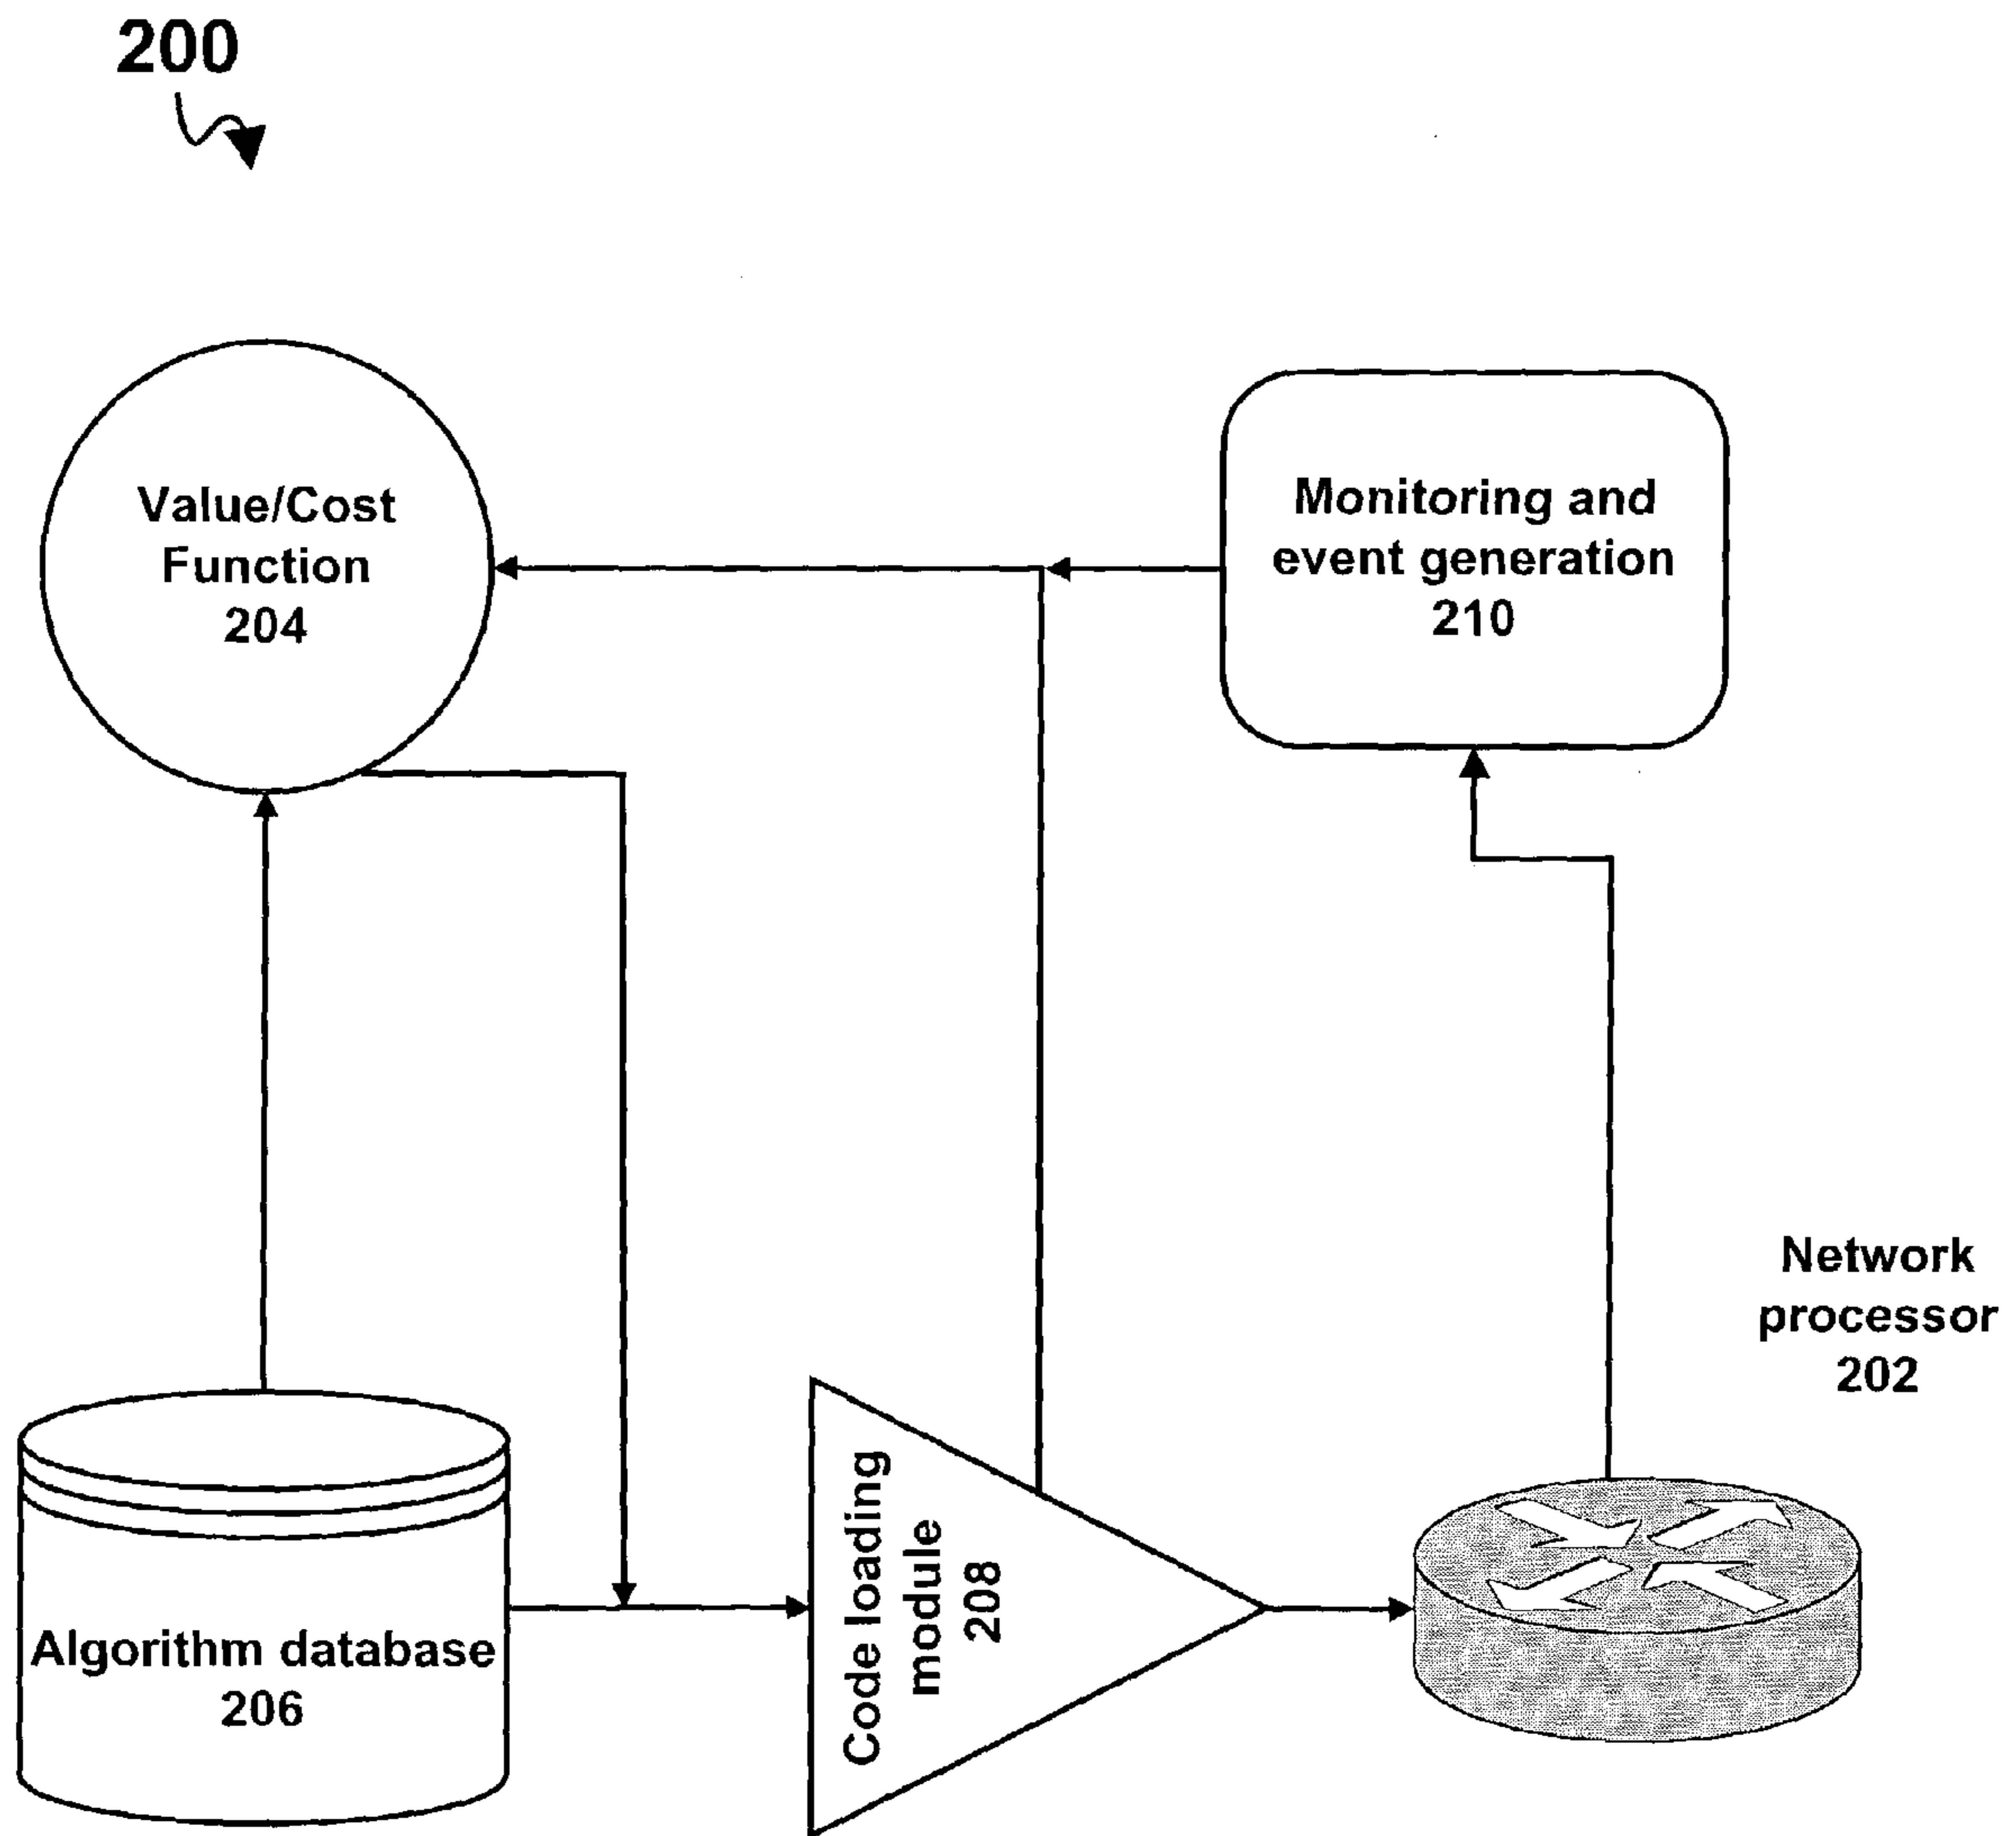 200
Value/Cost
Function
204
Monitoring and
event generation
210
Network
processor
202
Algorithm database
206
Code loading
module
208